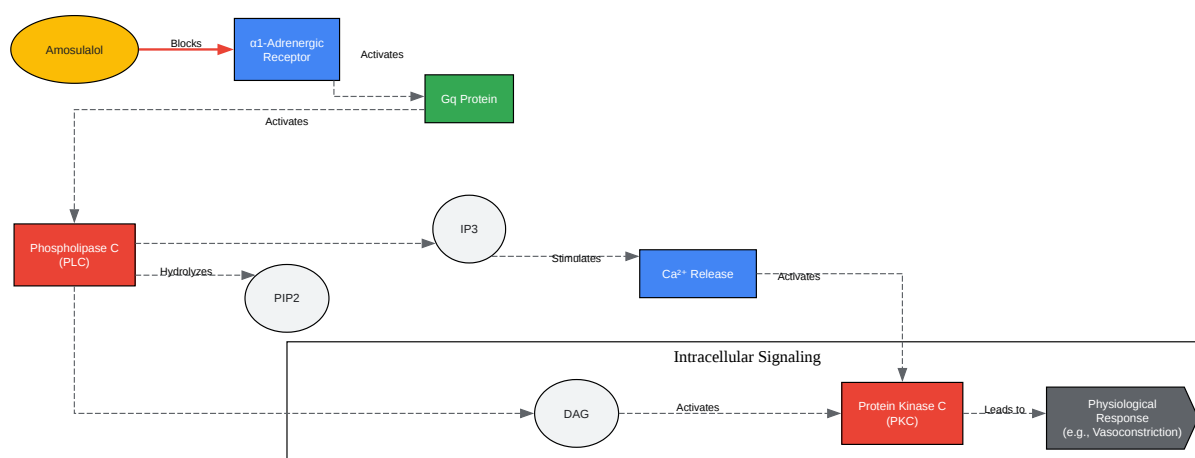 Amosulalol
Blocks
α1-Adrenergic
Receptor
Activates
Gq Protein
Activates
IP3
Phospholipase C
(PLC)
Stimulates
Hydrolyzes
Ca²⁺ Release
Activates
PIP2
Intracellular Signaling
DAG
Activates
Protein Kinase C
(PKC)
Leads to
Physiological
Response
(e.g., Vasoconstriction)